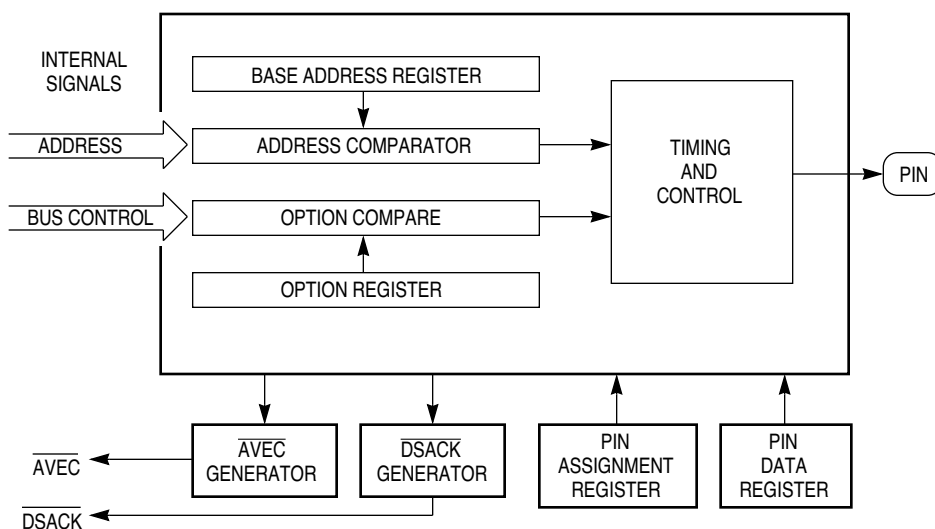 INTERNAL
SIGNALS
BASE ADDRESS REGISTER
ADDRESS
ADDRESS COMPARATOR
TIMING
AND
CONTROL
PIN
BUS CONTROL
OPTION COMPARE
OPTION REGISTER
AVEC
GENERATOR
DSACK
GENERATOR
PIN
ASSIGNMENT
REGISTER
PIN
DATA
REGISTER
AVEC
DSACK